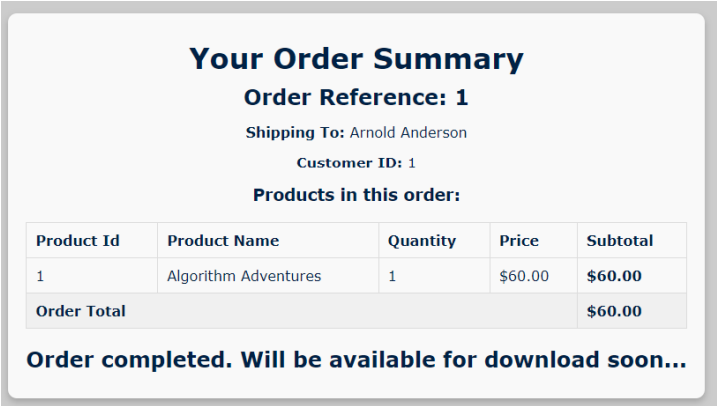 Your Order Summary
Order Reference: 1
Shipping To: Arnold Anderson
Customer ID: 1
Products in this order:
Product Id Product Name Quantity Price Subtotal
1 Algorithm Adventures 1 $60.00 $60.00
Order Total $60.00
Order completed. Will be available for download soon...